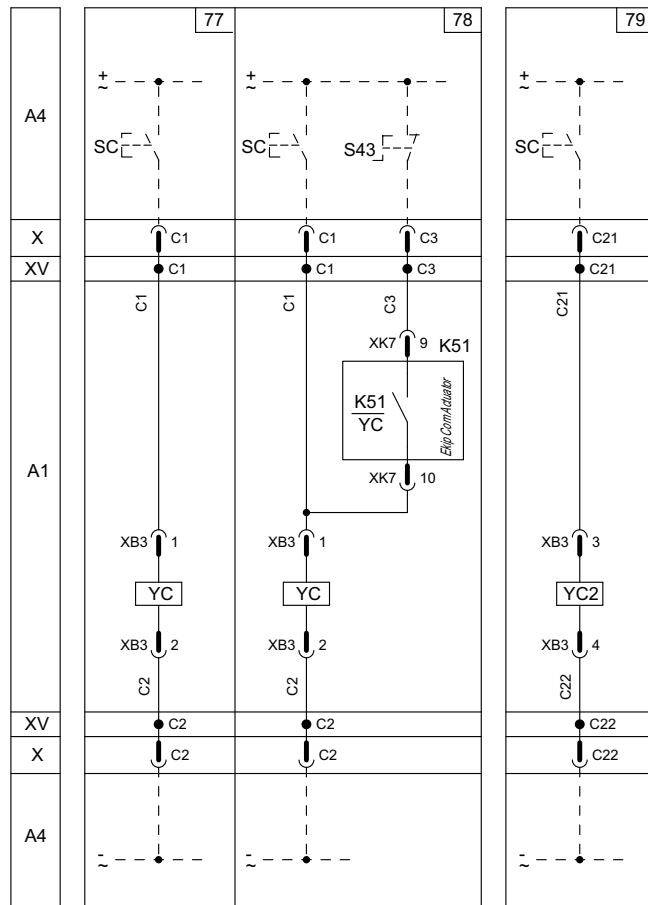 77
78
79
A4
+
~
+
~
+
~
SC
SC
S43
SC
X
C1
C1
C3
C21
XV
C1
C1
C3
C21
C1
C1
C3
C21
XK7 9 K51
K51
YC
Ekip Com Actuator
XK7 10
A1
XB3 1
XB3 1
XB3 3
YC
YC
YC2
XB3 2
XB3 2
XB3 4
C2
C2
C22
XV
C2
C2
C22
X
C2
C2
C22
A4
-
~
-
~
-
~